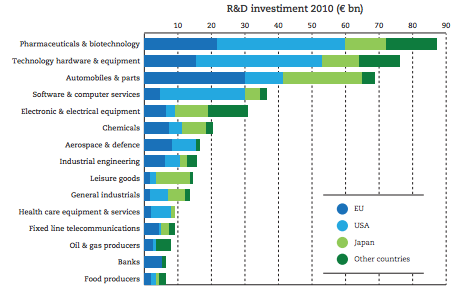 R&D investiment 2010 (€ bn)
10 20 30 40 50 60 70 80 90
Pharmaceuticals & biotechnology
Technology hardware & equipment
Automobiles & parts
Software & computer services
Electronic & electrical equipment
Chemicals
Aerospace & defence
Industrial engineering
Leisure goods
General industrials
Health care equipment & services
Fixed line telecommunications
Oil & gas producers
Banks
Food producers
EU
USA
Japan
Other countries